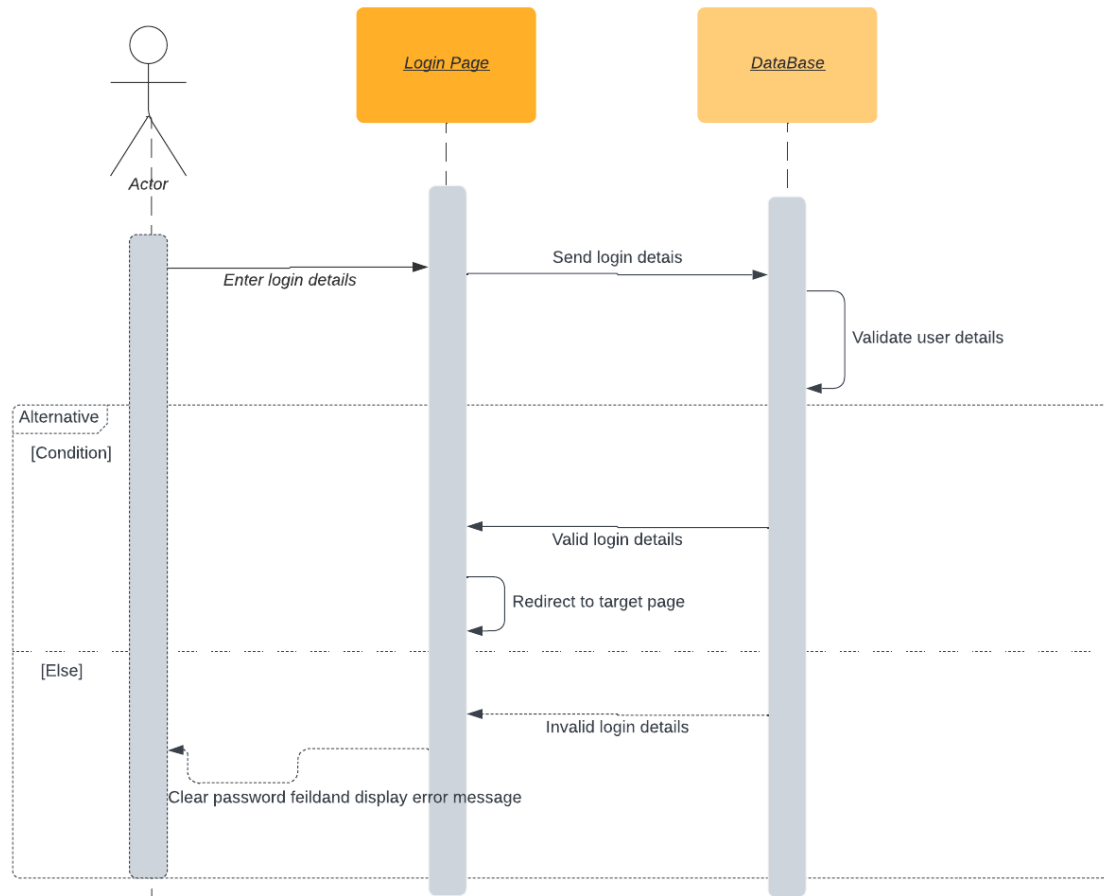 Login Page
DataBase
Actor
Send login detais
Enter login details
Validate user details
Alternative
[Condition]
Valid login details
Redirect to target page
[Else]
Invalid login details
Clear password feildand display error message